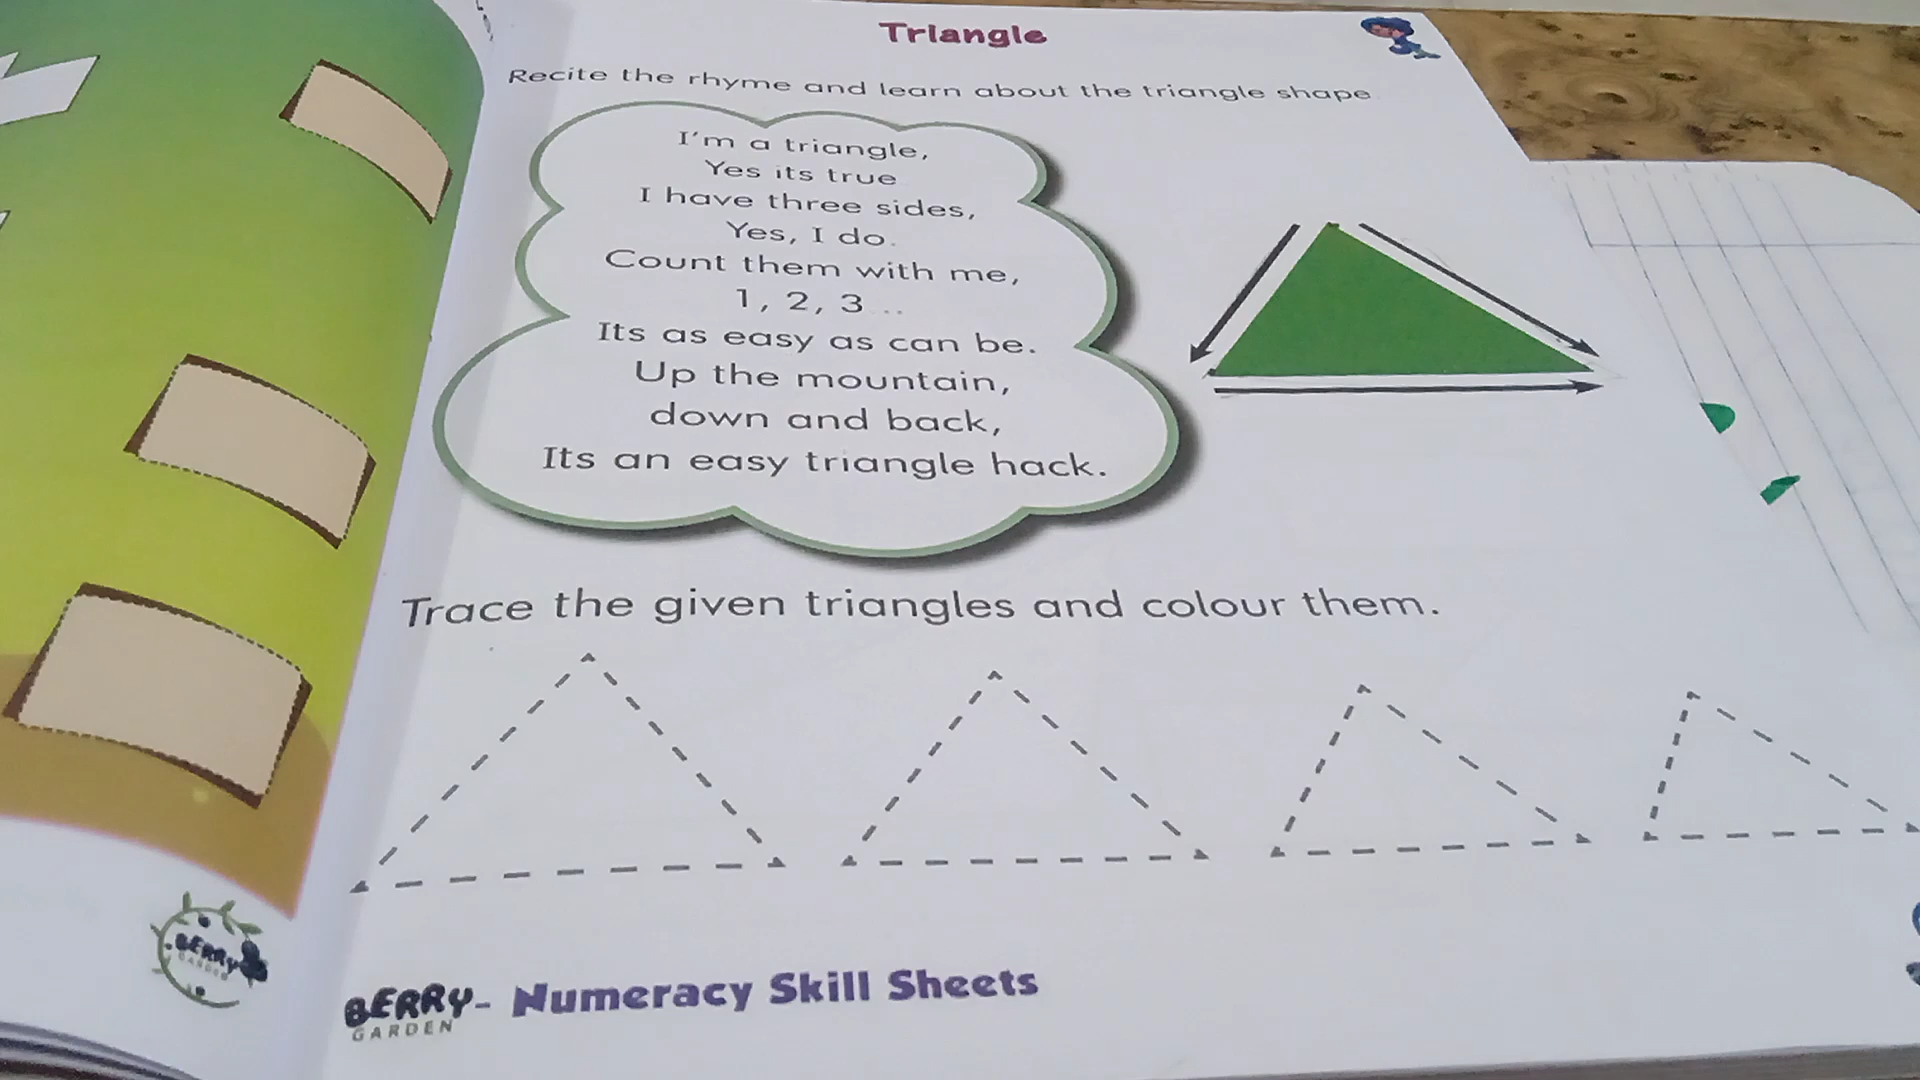 Triangle
Recite the rhyme and learn about the triangle shape
I'm a triangle,
Yes its true
I have three sides,
Yes, I do.
Count them with me,
1, 2, 3 ...
Its as easy as can be.
Up the mountain,
down and back,
Its an easy triangle hack.
Trace the given triangles and colour them.
BERRY
GARDEN
BERRY- Numeracy Skill Sheets
GARDEN